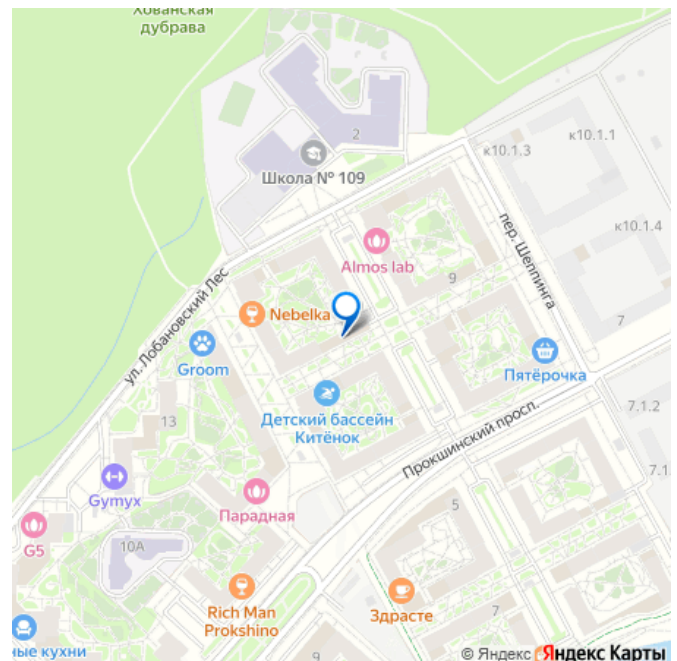 Хованская
дубрава
2
Школа № 109
к10.1.1
к10.1.3
к10.1.4
пер. Шеппинга
Almos lab
9
ул. Лобановский Лес
Nebelka
7
Groom
Пятёрочка
Детский бассейн
Китёнок
7.1.2
13
Прокшинский просп.
7.1.
Gymyx
Парадная
5
G5
10А
Rich Man
Prokshino
Здрасте
7
ные кухни
9
© Яндекс
Яндекс Карты